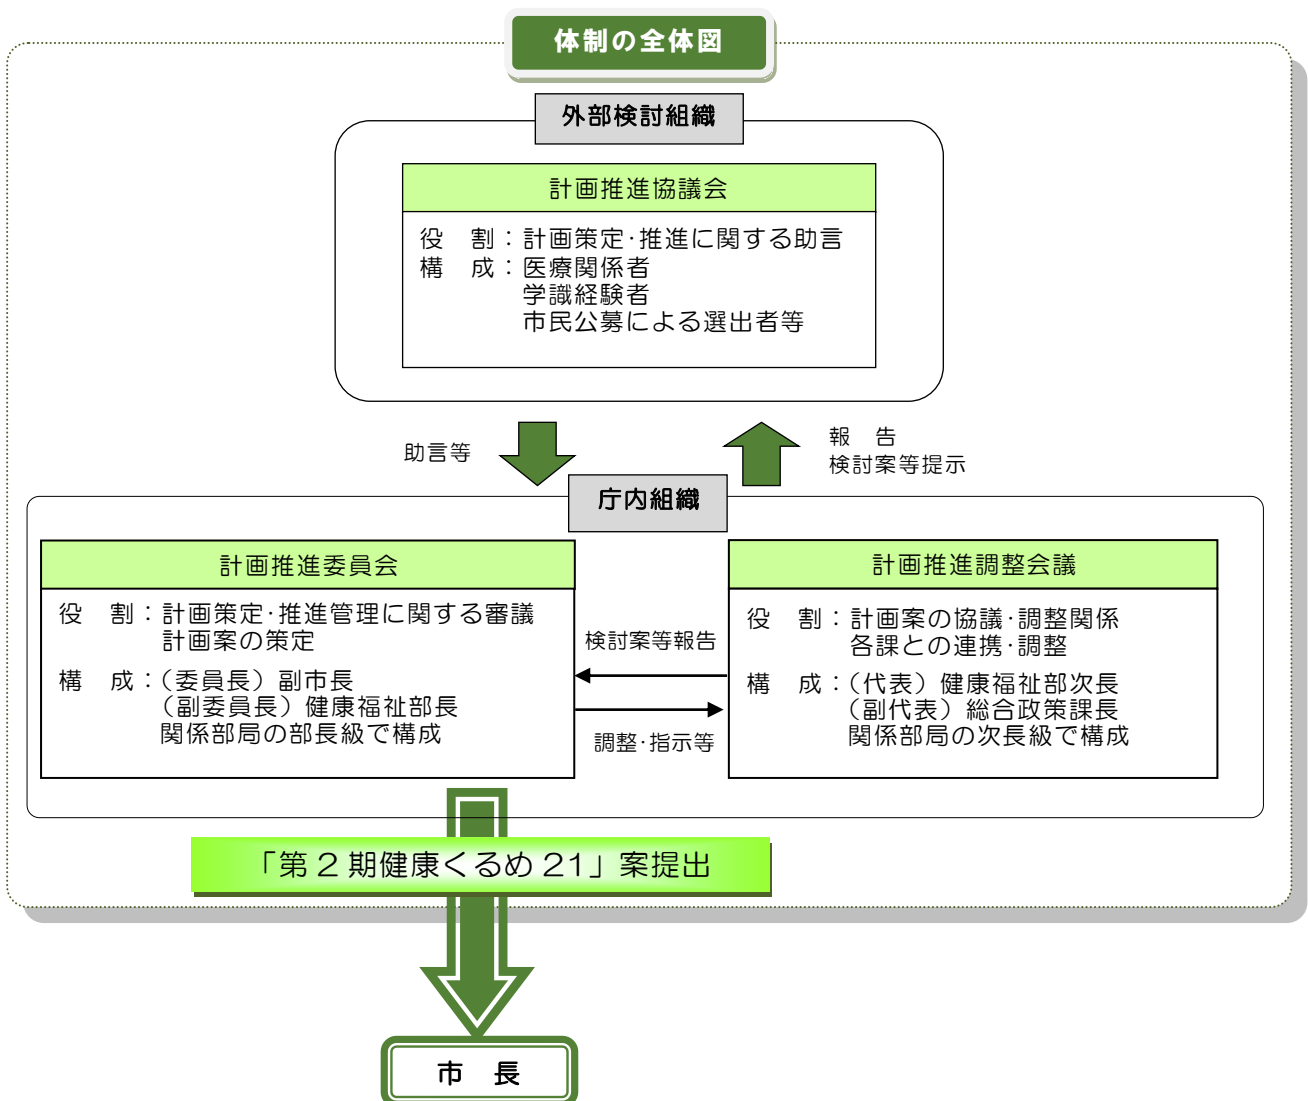 体制の全体図
外部検討組織
計画推進協議会
役　割：計画策定・推進に関する助言
構　成：医療関係者
学識経験者
市民公募による選出者等
助言等
報　告
検討案等提示
庁内組織
計画推進委員会
役　割：計画策定・推進管理に関する審議
計画案の策定
構　成：（委員長）副市長
（副委員長）健康福祉部長
関係部局の部長級で構成
検討案等報告
調整・指示等
計画推進調整会議
役　割：計画案の協議・調整関係
各課との連携・調整
構　成：（代表）健康福祉部次長
（副代表）総合政策課長
関係部局の次長級で構成
「第２期健康くるめ 21」案提出
市　長